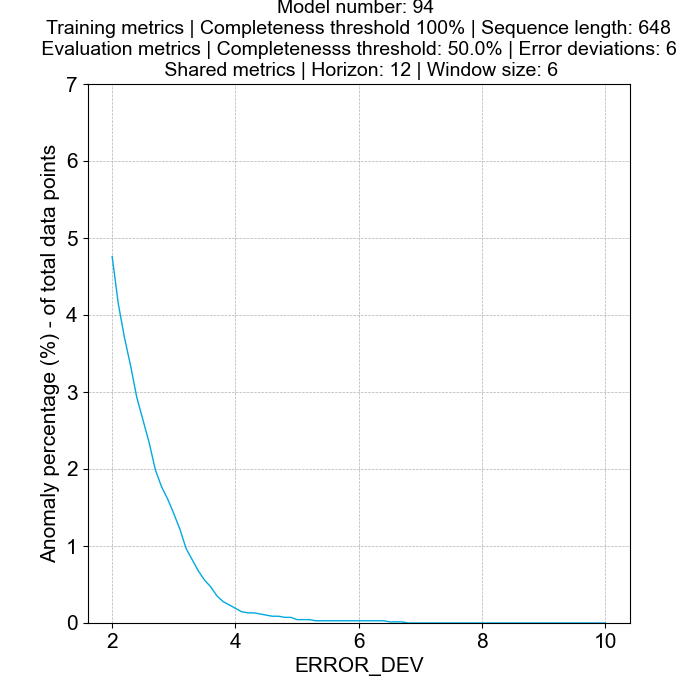 Model number: 94
Training metrics | Completeness threshold 100% | Sequence length: 648
Evaluation metrics | Completenesss threshold: 50.0% | Error deviations: 6
Shared metrics | Horizon: 12 | Window size: 6
7
6
5
4
3
2
1
0
Anomaly percentage (%) - of total data points
2 4 6 8 10
ERROR_DEV